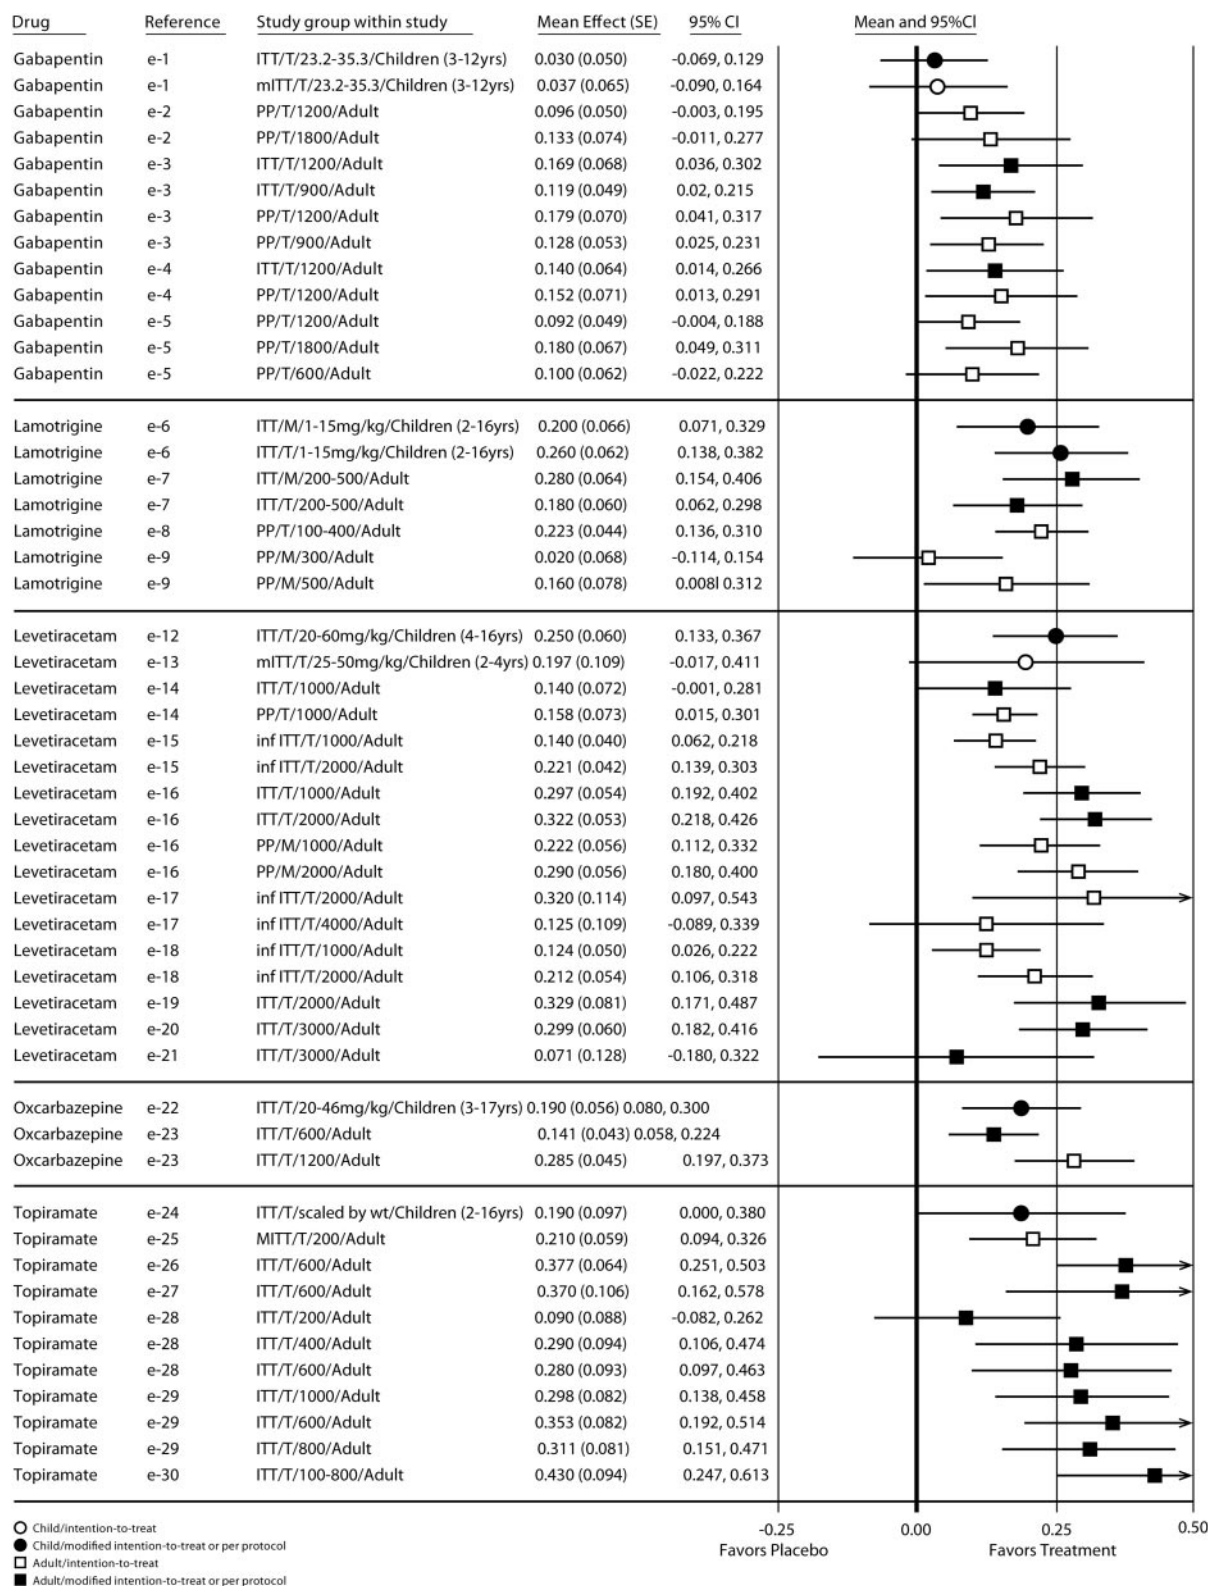 Drug Reference Study group within study Mean Effect (SE) 95% CI Mean and 95%CI
Gabapentin e-1 ITT/T/23.2-35.3/Children (3-12yrs) 0.030 (0.050) -0.069, 0.129
Gabapentin e-1 mITT/T/23.2-35.3/Children (3-12yrs) 0.037 (0.065) -0.090, 0.164
Gabapentin e-2 PP/T/1200/Adult 0.096 (0.050) -0.003, 0.195
Gabapentin e-2 PP/T/1800/Adult 0.133 (0.074) -0.011, 0.277
Gabapentin e-3 ITT/T/1200/Adult 0.169 (0.068) 0.036, 0.302
Gabapentin e-3 ITT/T/900/Adult 0.119 (0.049) 0.02, 0.215
Gabapentin e-3 PP/T/1200/Adult 0.179 (0.070) 0.041, 0.317
Gabapentin e-3 PP/T/900/Adult 0.128 (0.053) 0.025, 0.231
Gabapentin e-4 ITT/T/1200/Adult 0.140 (0.064) 0.014, 0.266
Gabapentin e-4 PP/T/1200/Adult 0.152 (0.071) 0.013, 0.291
Gabapentin e-5 PP/T/1200/Adult 0.092 (0.049) -0.004, 0.188
Gabapentin e-5 PP/T/1800/Adult 0.180 (0.067) 0.049, 0.311
Gabapentin e-5 PP/T/600/Adult 0.100 (0.062) -0.022, 0.222
Lamotrigine e-6 ITT/M/1-15mg/kg/Children (2-16yrs) 0.200 (0.066) 0.071, 0.329
Lamotrigine e-6 ITT/T/1-15mg/kg/Children (2-16yrs) 0.260 (0.062) 0.138, 0.382
Lamotrigine e-7 ITT/M/200-500/Adult 0.280 (0.064) 0.154, 0.406
Lamotrigine e-7 ITT/T/200-500/Adult 0.180 (0.060) 0.062, 0.298
Lamotrigine e-8 PP/T/100-400/Adult 0.223 (0.044) 0.136, 0.310
Lamotrigine e-9 PP/M/300/Adult 0.020 (0.068) -0.114, 0.154
Lamotrigine e-9 PP/M/500/Adult 0.160 (0.078) 0.008l 0.312
Levetiracetam e-12 ITT/T/20-60mg/kg/Children (4-16yrs) 0.250 (0.060) 0.133, 0.367
Levetiracetam e-13 mITT/T/25-50mg/kg/Children (2-4yrs) 0.197 (0.109) -0.017, 0.411
Levetiracetam e-14 ITT/T/1000/Adult 0.140 (0.072) -0.001, 0.281
Levetiracetam e-14 PP/T/1000/Adult 0.158 (0.073) 0.015, 0.301
Levetiracetam e-15 inf ITT/T/1000/Adult 0.140 (0.040) 0.062, 0.218
Levetiracetam e-15 inf ITT/T/2000/Adult 0.221 (0.042) 0.139, 0.303
Levetiracetam e-16 ITT/T/1000/Adult 0.297 (0.054) 0.192, 0.402
Levetiracetam e-16 ITT/T/2000/Adult 0.322 (0.053) 0.218, 0.426
Levetiracetam e-16 PP/M/1000/Adult 0.222 (0.056) 0.112, 0.332
Levetiracetam e-16 PP/M/2000/Adult 0.290 (0.056) 0.180, 0.400
Levetiracetam e-17 inf ITT/T/2000/Adult 0.320 (0.114) 0.097, 0.543
Levetiracetam e-17 inf ITT/T/4000/Adult 0.125 (0.109) -0.089, 0.339
Levetiracetam e-18 inf ITT/T/1000/Adult 0.124 (0.050) 0.026, 0.222
Levetiracetam e-18 inf ITT/T/2000/Adult 0.212 (0.054) 0.106, 0.318
Levetiracetam e-19 ITT/T/2000/Adult 0.329 (0.081) 0.171, 0.487
Levetiracetam e-20 ITT/T/3000/Adult 0.299 (0.060) 0.182, 0.416
Levetiracetam e-21 ITT/T/3000/Adult 0.071 (0.128) -0.180, 0.322
Oxcarbazepine e-22 ITT/T/20-46mg/kg/Children (3-17yrs) 0.190 (0.056) 0.080, 0.300
Oxcarbazepine e-23 ITT/T/600/Adult 0.141 (0.043) 0.058, 0.224
Oxcarbazepine e-23 ITT/T/1200/Adult 0.285 (0.045) 0.197, 0.373
Topiramate e-24 ITT/T/scaled by wt/Children (2-16yrs) 0.190 (0.097) 0.000, 0.380
Topiramate e-25 MITT/T/200/Adult 0.210 (0.059) 0.094, 0.326
Topiramate e-26 ITT/T/600/Adult 0.377 (0.064) 0.251, 0.503
Topiramate e-27 ITT/T/600/Adult 0.370 (0.106) 0.162, 0.578
Topiramate e-28 ITT/T/200/Adult 0.090 (0.088) -0.082, 0.262
Topiramate e-28 ITT/T/400/Adult 0.290 (0.094) 0.106, 0.474
Topiramate e-28 ITT/T/600/Adult 0.280 (0.093) 0.097, 0.463
Topiramate e-29 ITT/T/1000/Adult 0.298 (0.082) 0.138, 0.458
Topiramate e-29 ITT/T/600/Adult 0.353 (0.082) 0.192, 0.514
Topiramate e-29 ITT/T/800/Adult 0.311 (0.081) 0.151, 0.471
Topiramate e-30 ITT/T/100-800/Adult 0.430 (0.094) 0.247, 0.613
-0.25 0.00 0.25 0.50
Favors Placebo Favors Treatment
Child/intention-to-treat
Child/modified intention-to-treat or per protocol
Adult/intention-to-treat
Adult/modified intention-to-treat or per protocol